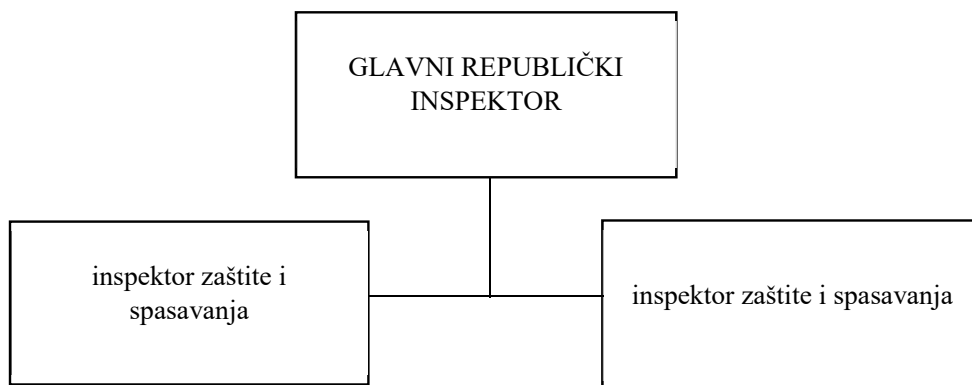 GLAVNI REPUBLIČKI
INSPEKTOR
inspektor zaštite i
spasavanja
inspektor zaštite i spasavanja